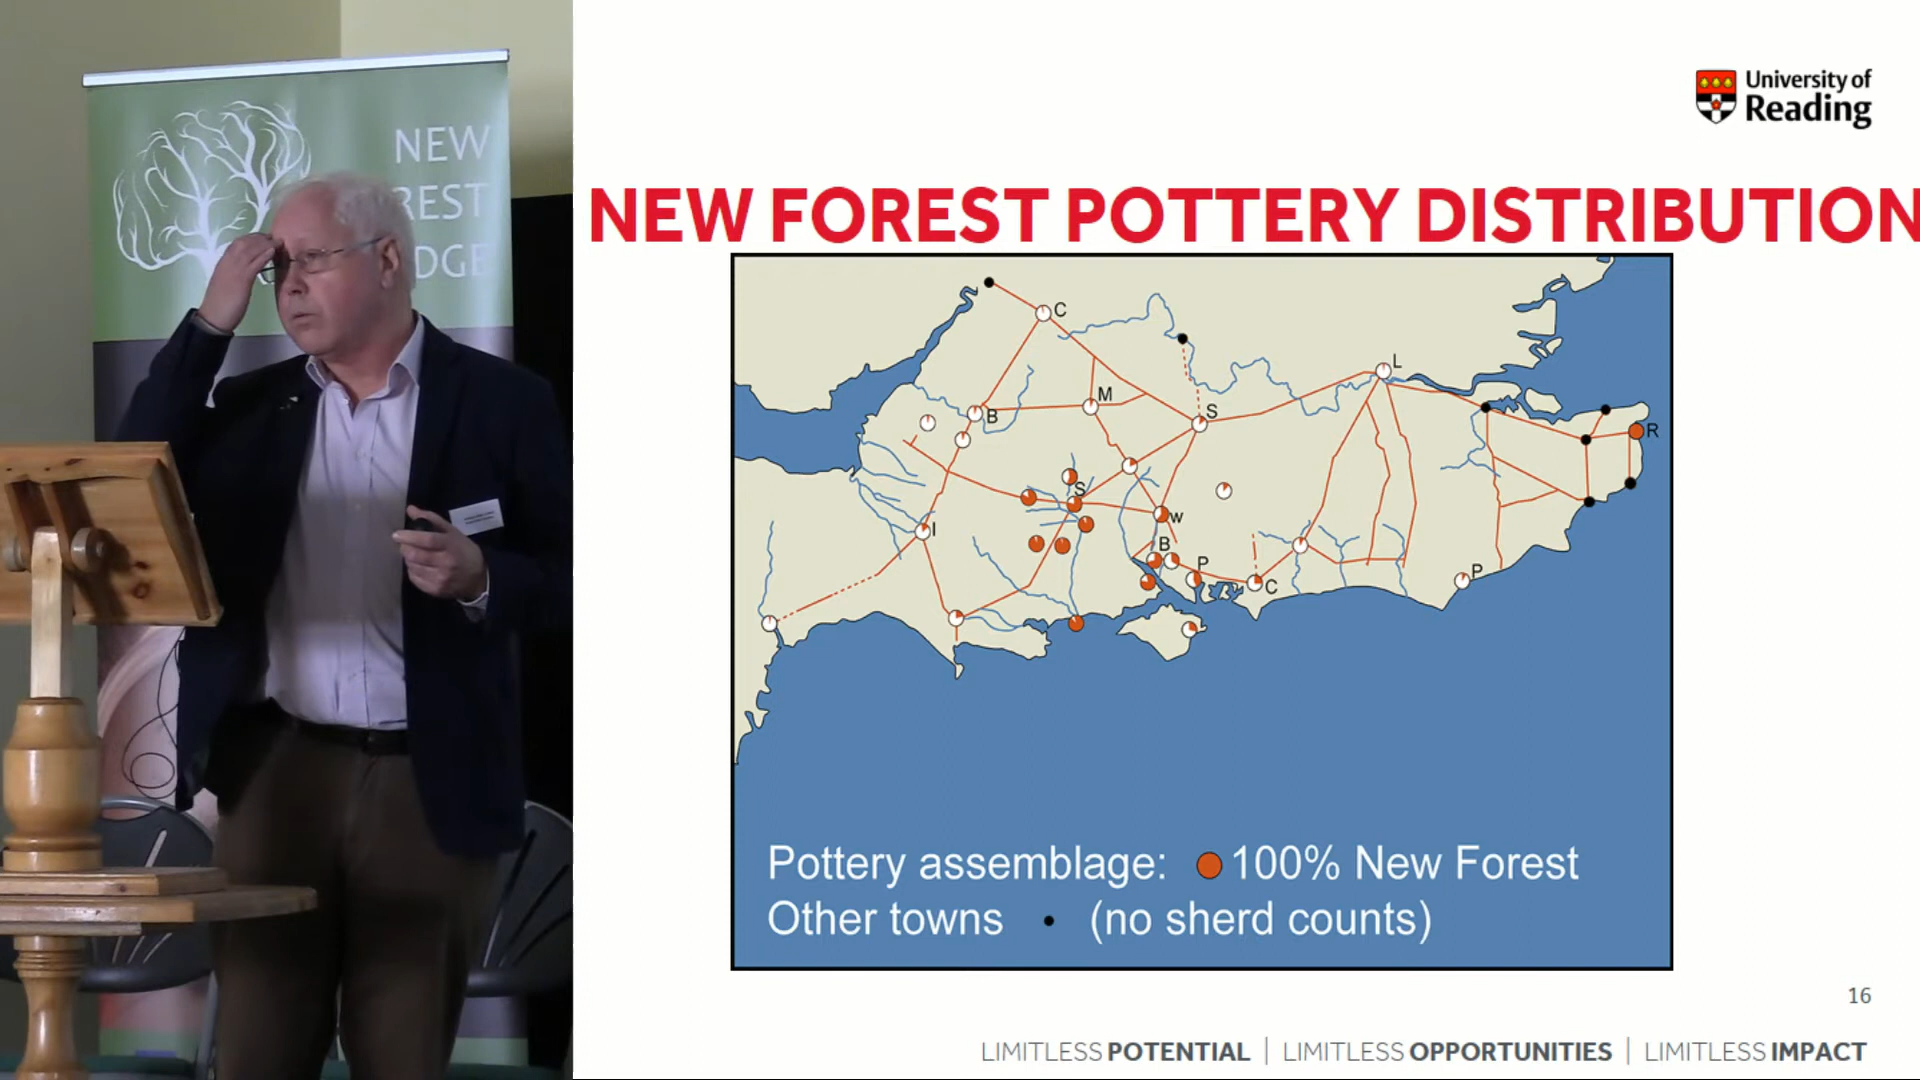 NEW
REST
DGE
University of
Reading
NEW FOREST POTTERY DISTRIBUTION
C
L
M
S
B
R
S
I
W
B
P
C
P
Pottery assemblage: 100% New Forest
Other towns • (no sherd counts)
16
LIMITLESS POTENTIAL | LIMITLESS OPPORTUNITIES | LIMITLESS IMPACT